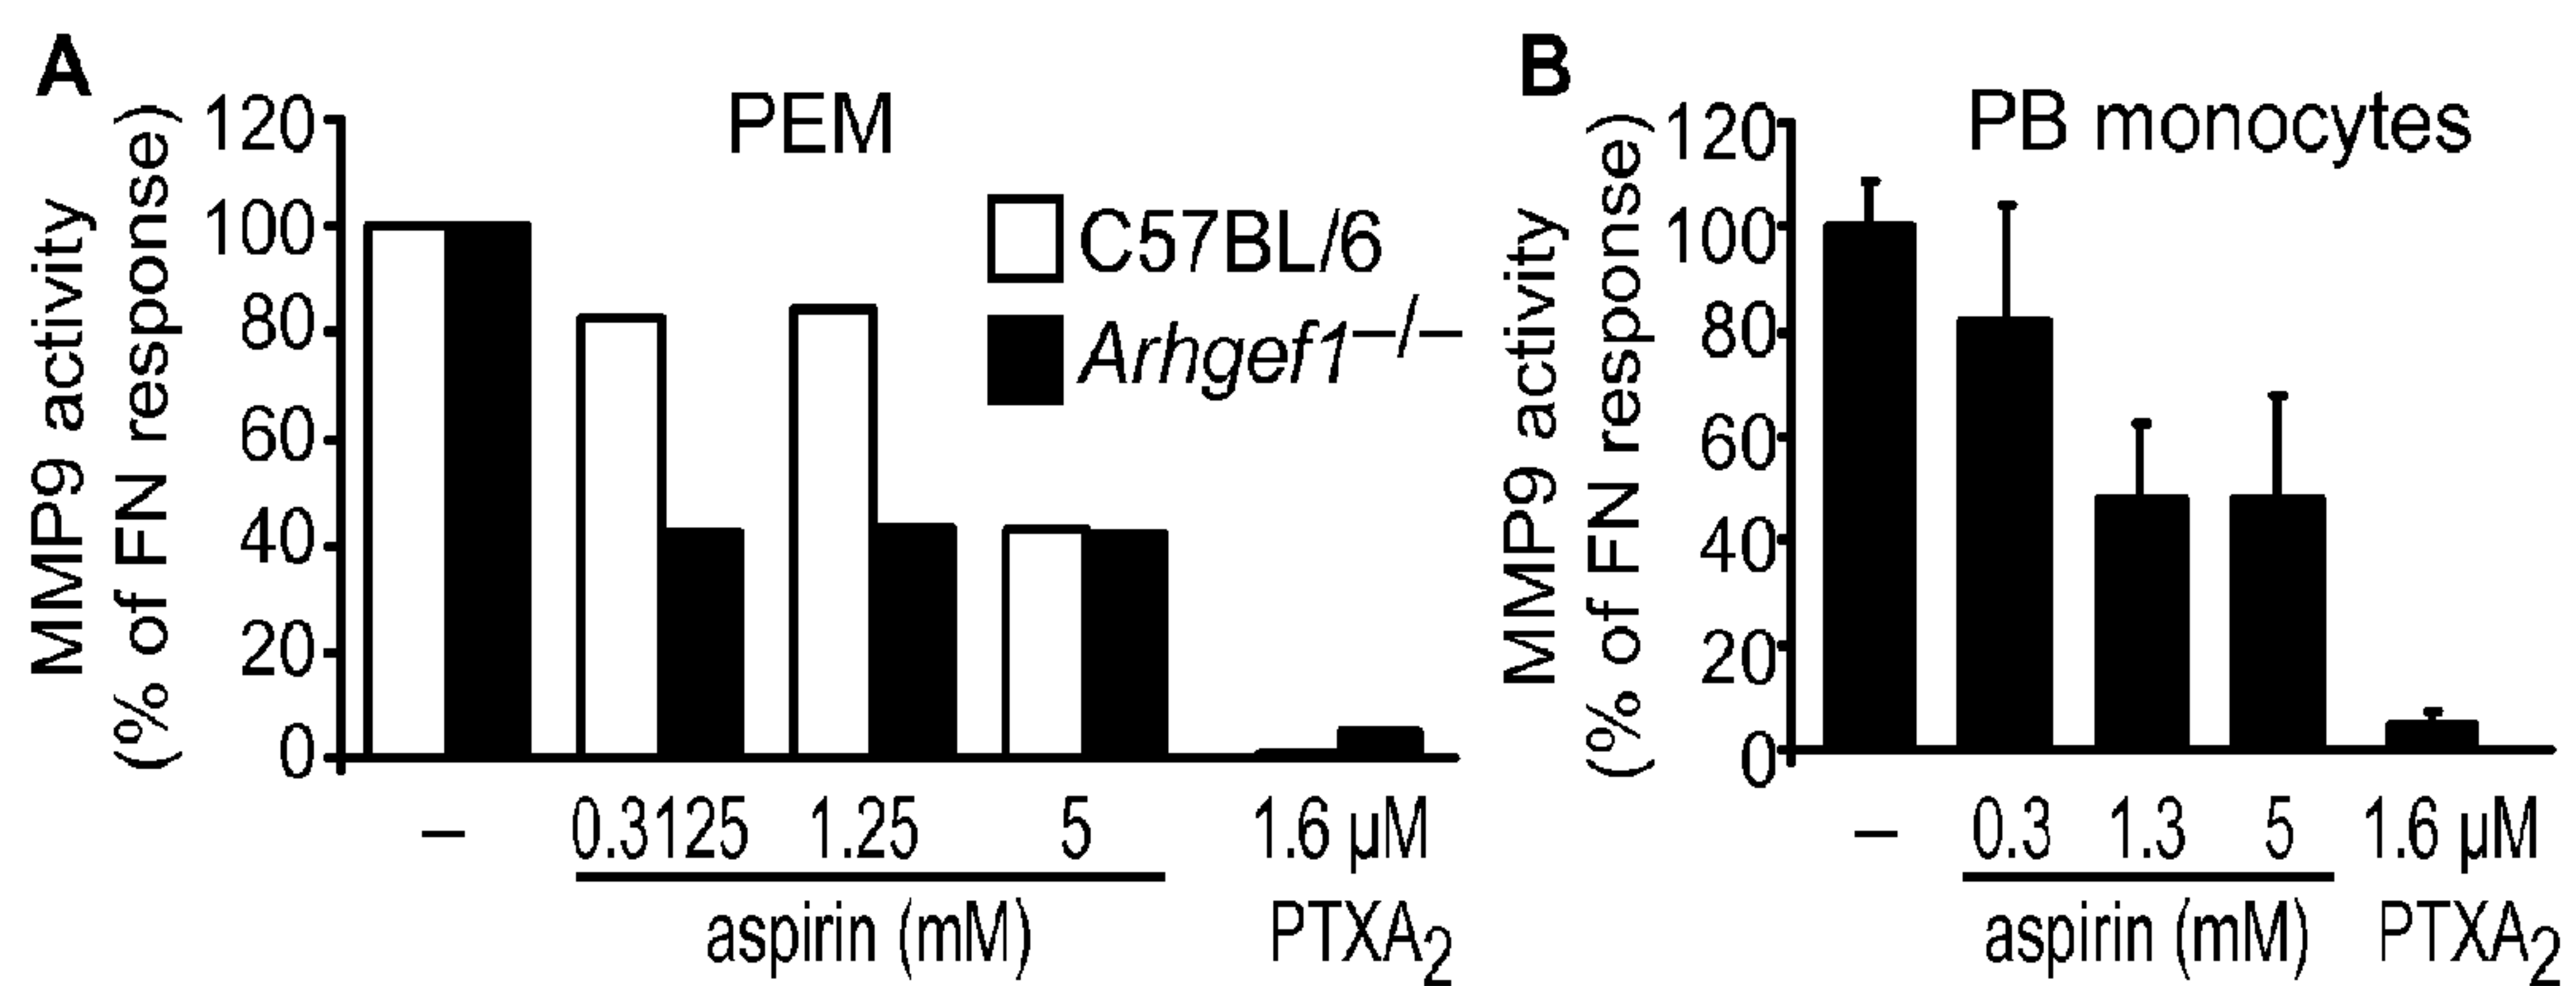 A
PEM
MMP9 activity
(% of FN response)
120
100
80
60
40
20
0
C57BL/6
Arhgef1–/–
– 0.3125 1.25 5 1.6 µM
aspirin (mM) PTXA2
B
PB monocytes
MMP9 activity
(% of FN response)
120
100
80
60
40
20
0
– 0.3 1.3 5 1.6 µM
aspirin (mM) PTXA2